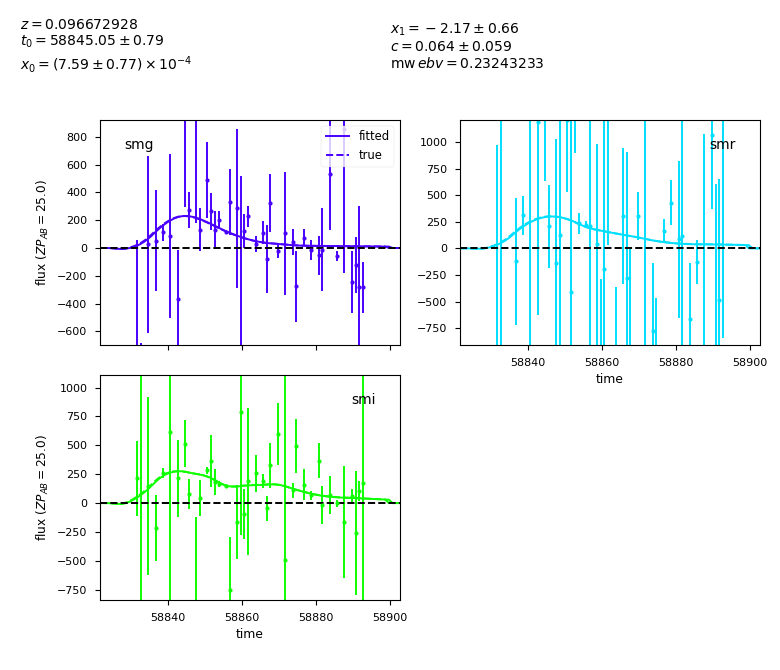 z = 0.096672928
t₀ = 58845.05 ± 0.79
x₀ = (7.59 ± 0.77) × 10⁻⁴
x₁ = −2.17 ± 0.66
c = 0.064 ± 0.059
mw ebv = 0.23243233
smg
fitted
true
800
600
400
200
0
−200
−400
−600
flux (ZP_AB = 25.0)
smr
1000
750
500
250
0
−250
−500
−750
58840 58860 58880 58900
time
smi
1000
750
500
250
0
−250
−500
−750
flux (ZP_AB = 25.0)
58840 58860 58880 58900
time